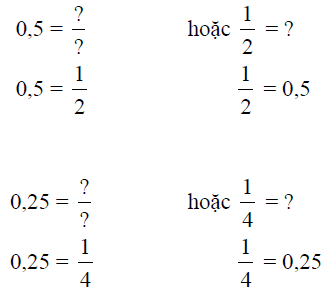 0,5 = ?/? hoặc 1/2 = ?
0,5 = 1/2 1/2 = 0,5
0,25 = ?/? hoặc 1/4 = ?
0,25 = 1/4 1/4 = 0,25